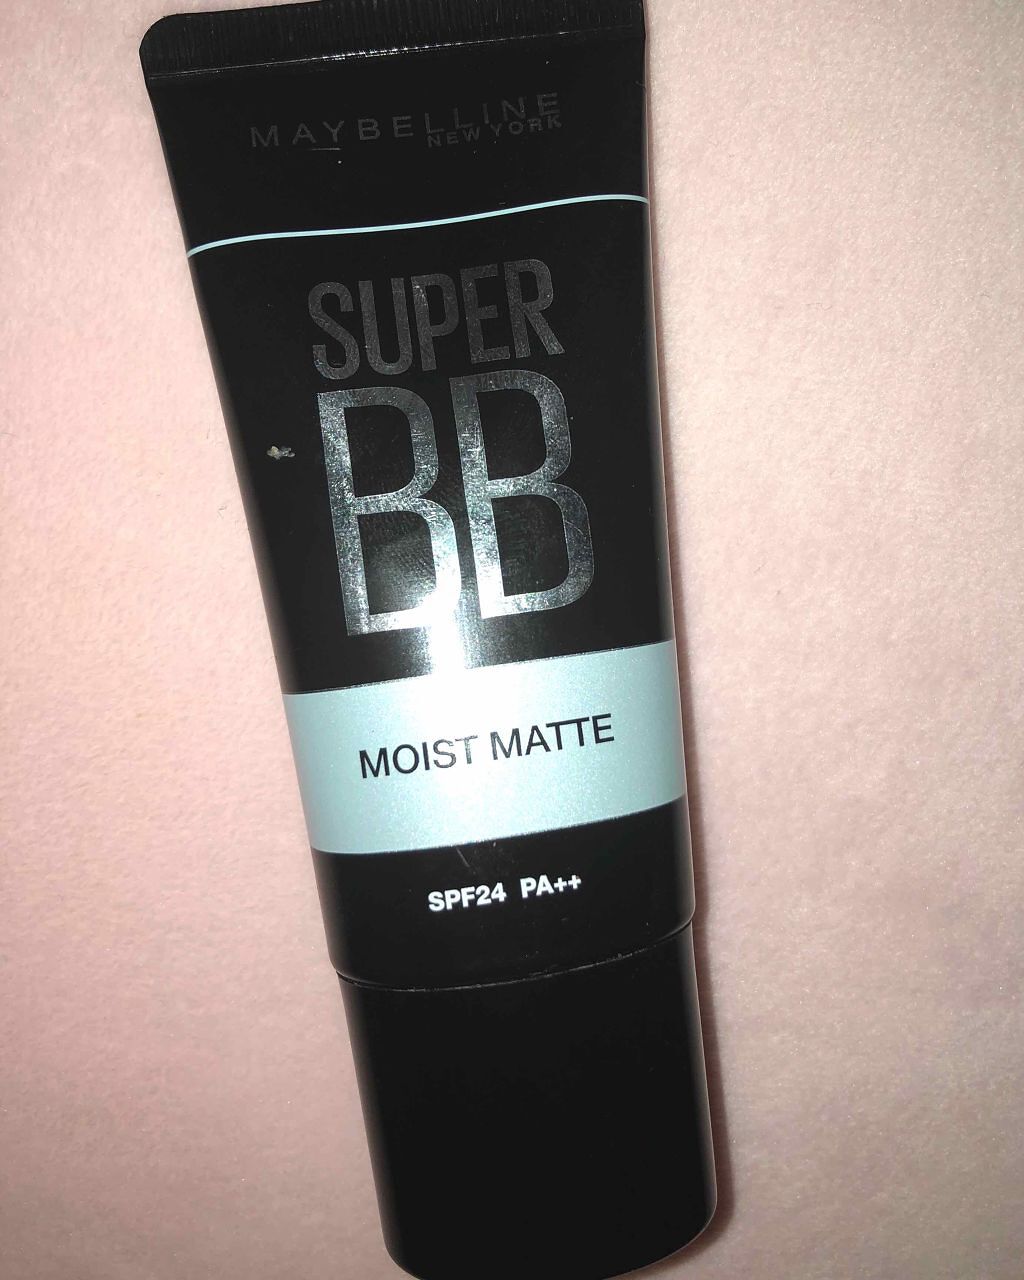 MAYBELLINE
NEW YORK
SUPER
BB
MOIST MATTE
SPF24 PA++